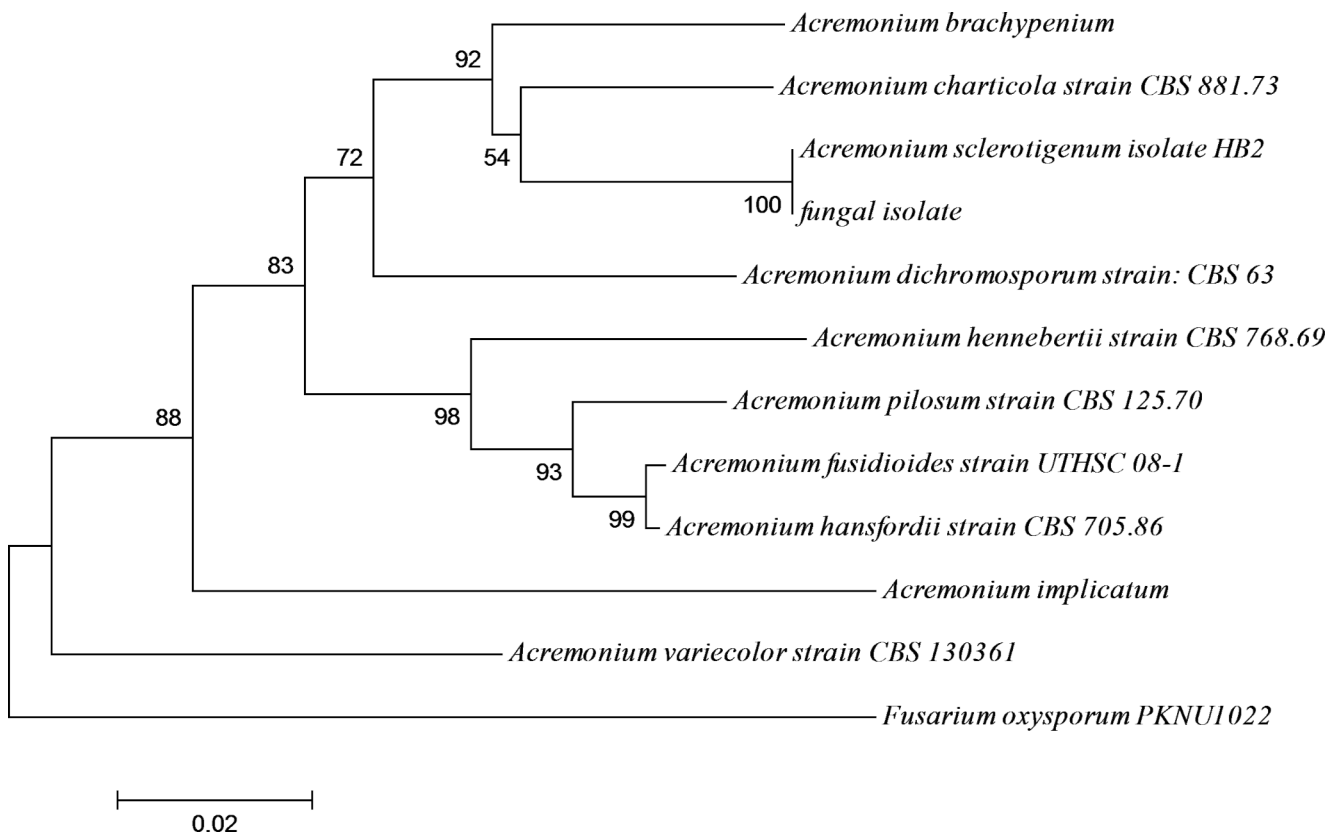 Acremonium brachypenium
92
Acremonium charticola strain CBS 881.73
Acremonium sclerotigenum isolate HB2
72
54
100
fungal isolate
83
Acremonium dichromosporum strain: CBS 63
Acremonium hennebertii strain CBS 768.69
Acremonium pilosum strain CBS 125.70
88
98
Acremonium fusidioides strain UTHSC 08-1
93
99
Acremonium hansfordii strain CBS 705.86
Acremonium implicatum
Acremonium variecolor strain CBS 130361
Fusarium oxysporum PKNU1022
0.02